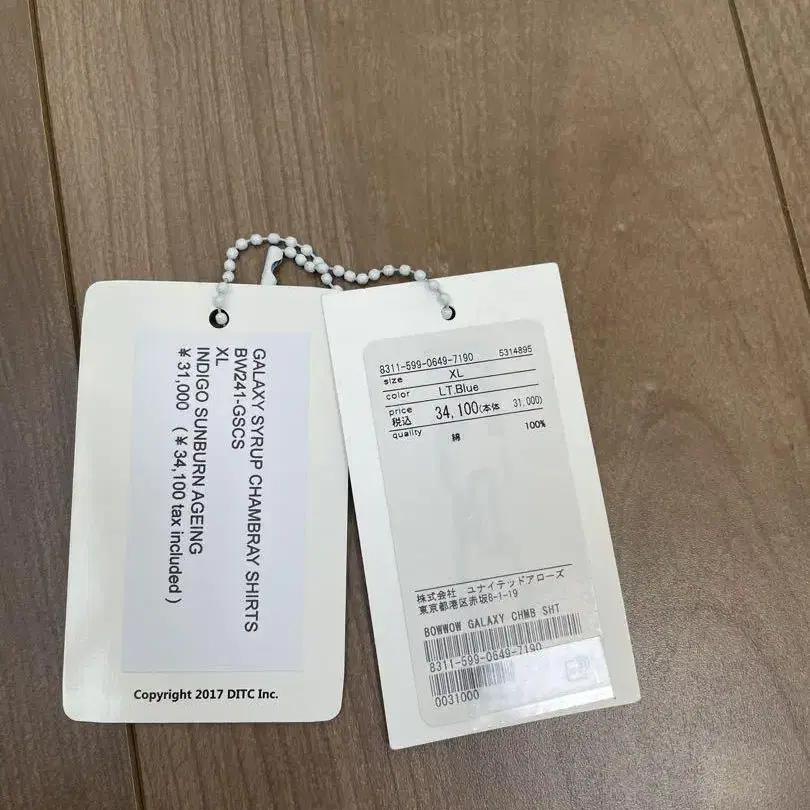 GALAXY SYRUP CHAMBRAY SHIRTS
BW241-GSCS
XL
INDIGO SUNBURN AGEING
¥31,000 (¥34,100 tax included)
Copyright 2017 DITC Inc.
8311-599-0649-7190 5314895
size XL
color LT.Blue
price
税込 34,100(本体 31,000)
quality 綿 100%
株式会社 ユナイテッドアローズ
東京都港区赤坂8-1-19
BOWWOW GALAXY CHMB SHT
8311-599-0649-7190
0031000